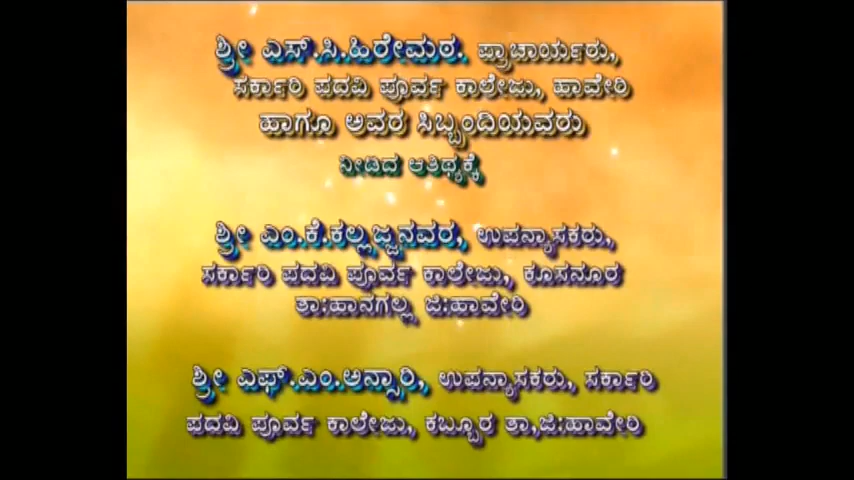 ಶ್ರೀ ಎಸ್.ಸಿ.ಹಿರೇಮಠ. ಪ್ರಾಚಾರ್ಯರು,
ಸರ್ಕಾರಿ ಪದವಿ ಪೂರ್ವ ಕಾಲೇಜು, ಹಾವೇರಿ
ಹಾಗೂ ಅವರ ಸಿಬ್ಬಂದಿಯವರು
ನೀಡಿದ ಆತಿಥ್ಯಕ್ಕೆ
ಶ್ರೀ ಎಂ.ಕೆ.ಕಲ್ಲಜ್ಜನವರ, ಉಪನ್ಯಾಸಕರು,
ಸರ್ಕಾರಿ ಪದವಿ ಪೂರ್ವ ಕಾಲೇಜು, ಕೂಸನೂರ
ತಾ:ಹಾನಗಲ್ಲ ಜಿ:ಹಾವೇರಿ
ಶ್ರೀ ಎಫ್.ಎಂ.ಅನ್ಸಾರಿ, ಉಪನ್ಯಾಸಕರು, ಸರ್ಕಾರಿ
ಪದವಿ ಪೂರ್ವ ಕಾಲೇಜು, ಕಬ್ಬೂರ ತಾ,ಜಿ:ಹಾವೇರಿ